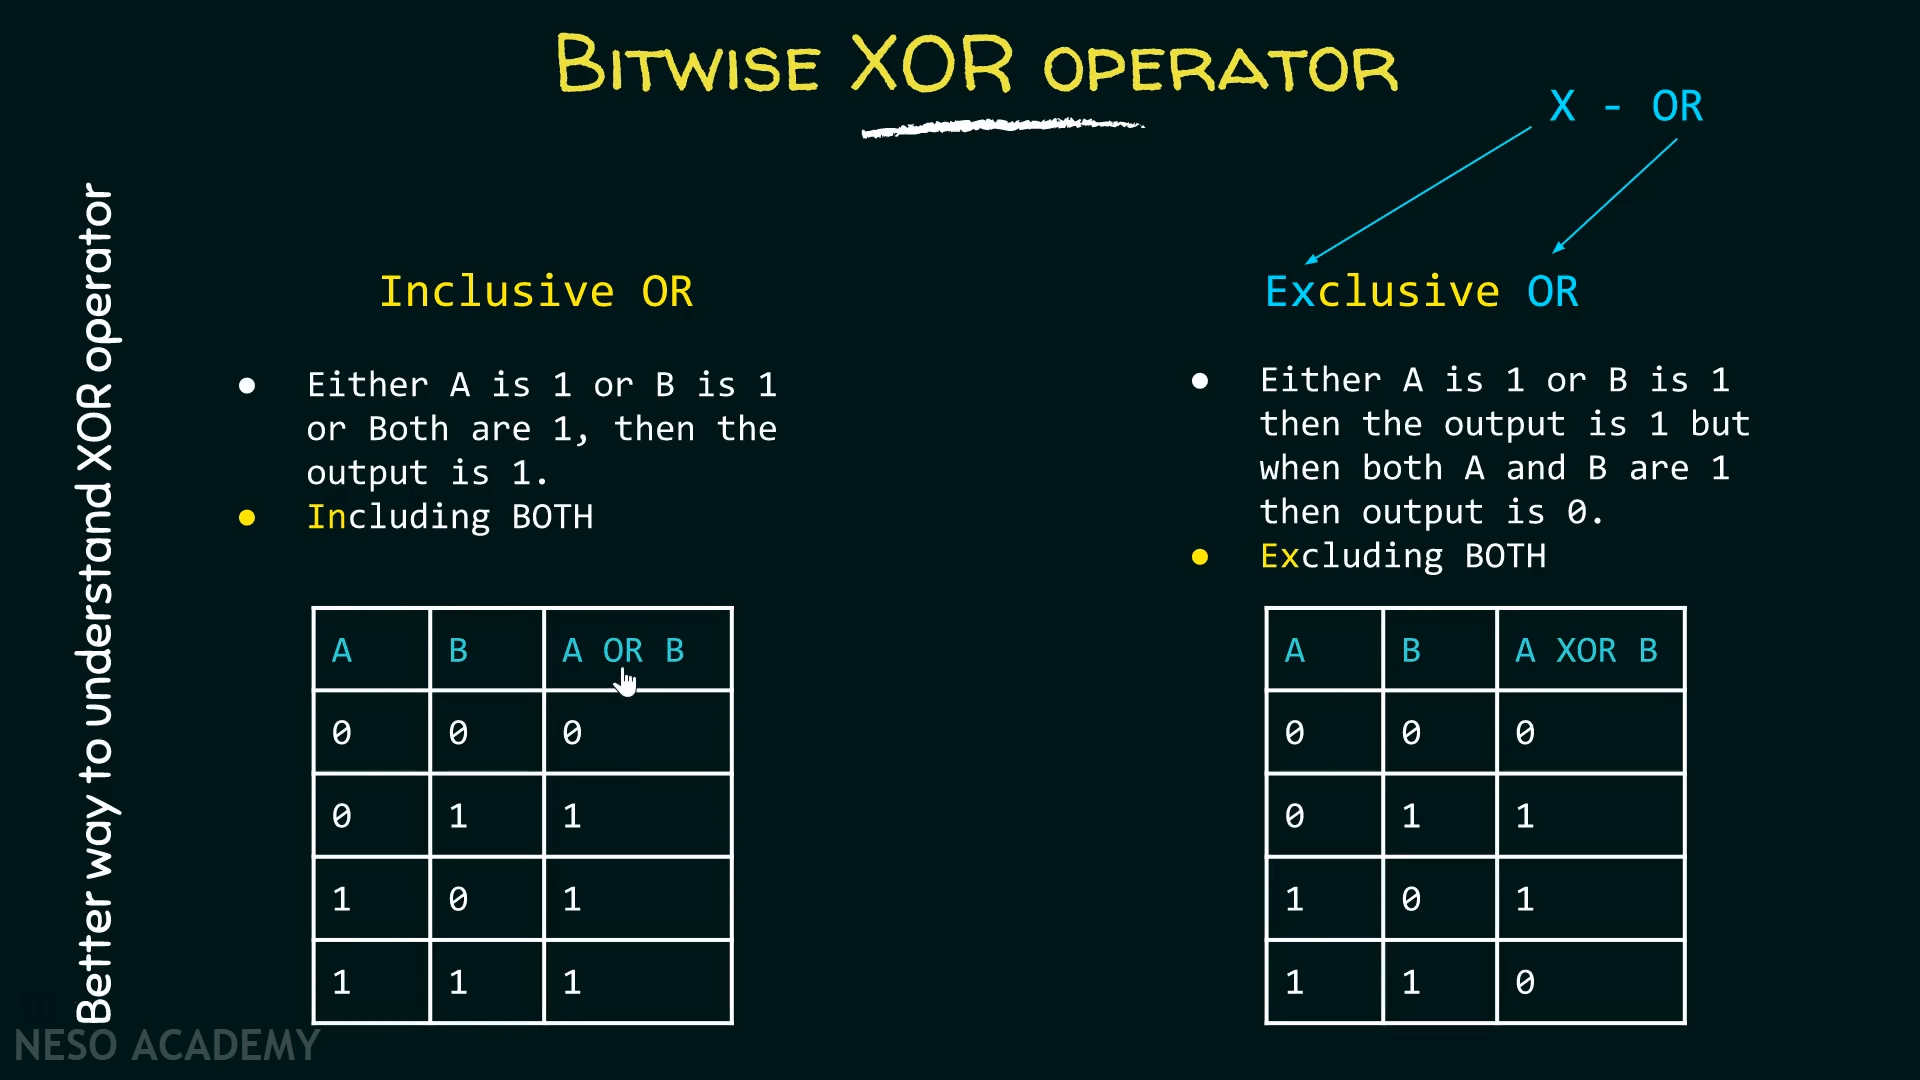 Bitwise XOR operator
X - OR
Better way to understand XOR operator
Inclusive OR
● Either A is 1 or B is 1
or Both are 1, then the
output is 1.
● Including BOTH
A B A OR B
0 0 0
0 1 1
1 0 1
1 1 1
Exclusive OR
● Either A is 1 or B is 1
then the output is 1 but
when both A and B are 1
then output is 0.
● Excluding BOTH
A B A XOR B
0 0 0
0 1 1
1 0 1
1 1 0
NESO ACADEMY